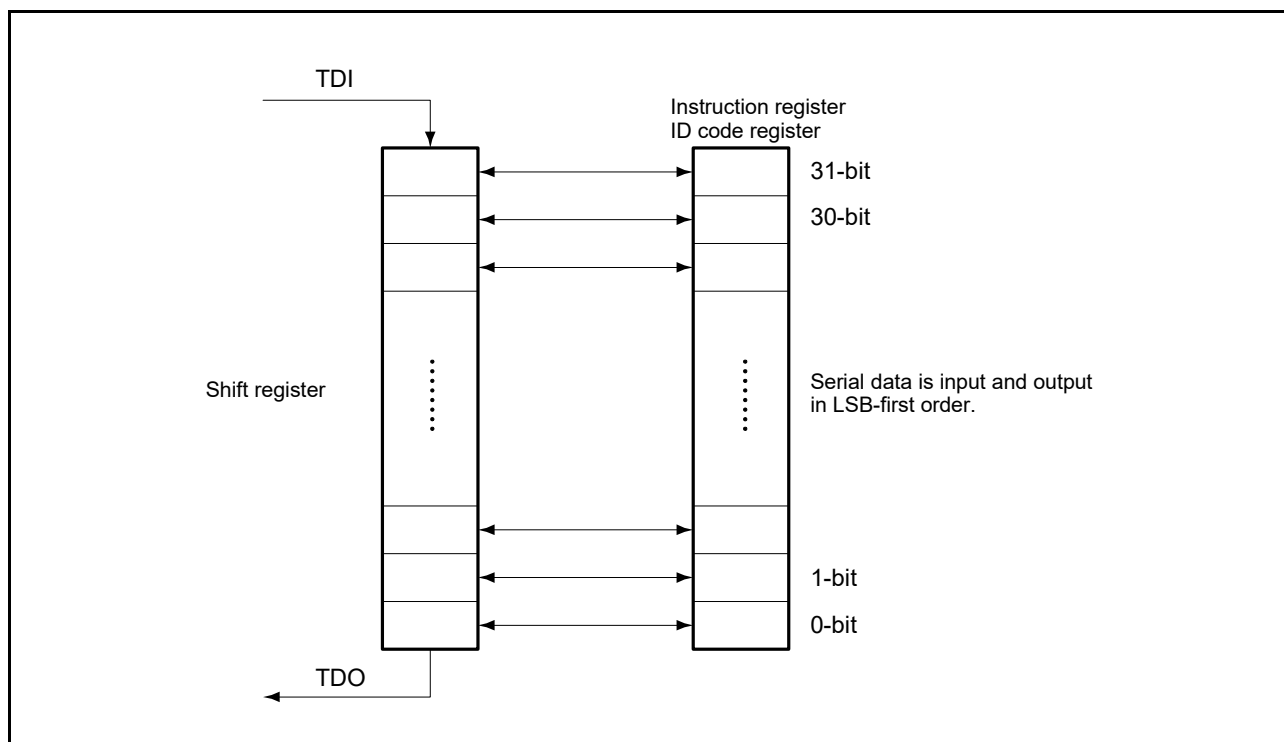 TDI
Instruction register
ID code register
31-bit
30-bit
Shift register
Serial data is input and output
in LSB-first order.
1-bit
0-bit
TDO